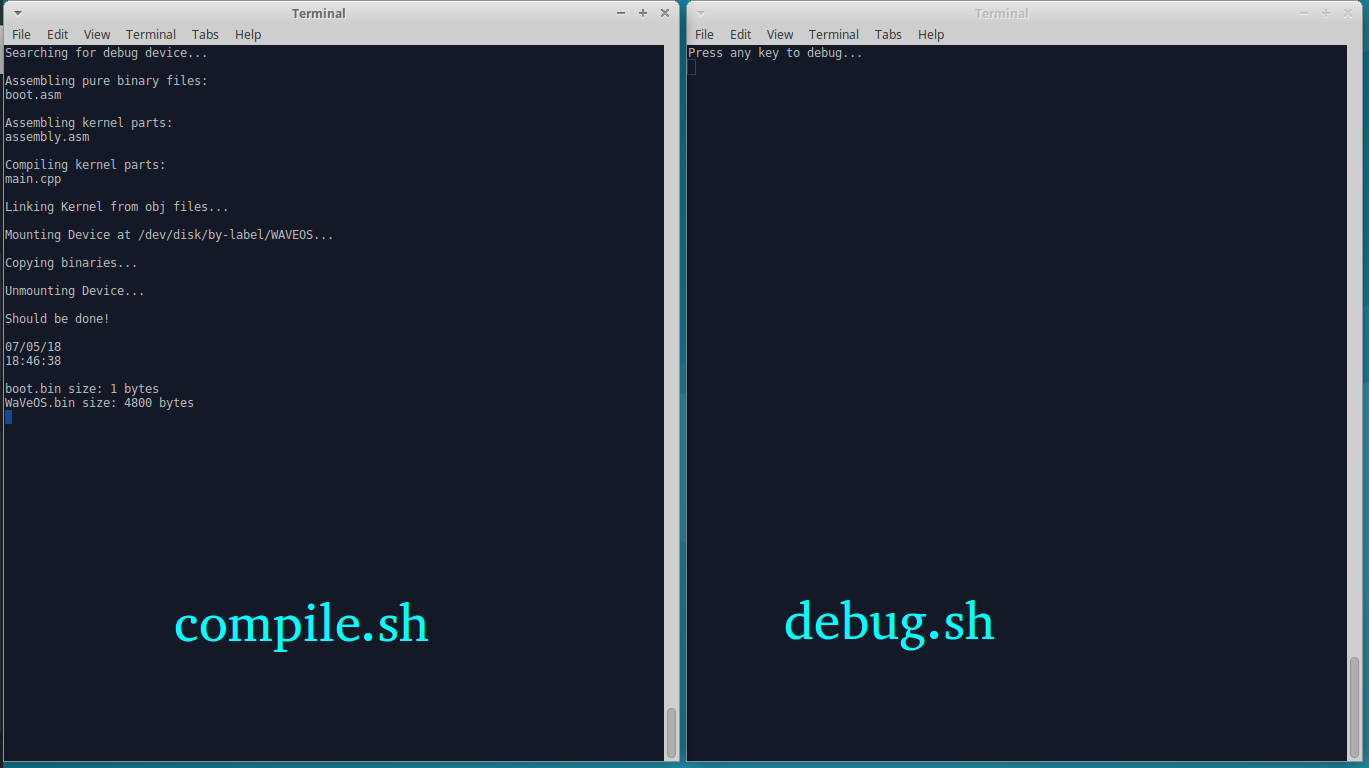 Terminal
File Edit View Terminal Tabs Help
Searching for debug device...
Assembling pure binary files:
boot.asm
Assembling kernel parts:
assembly.asm
Compiling kernel parts:
main.cpp
Linking Kernel from obj files...
Mounting Device at /dev/disk/by-label/WAVEOS...
Copying binaries...
Unmounting Device...
Should be done!
07/05/18
18:46:38
boot.bin size: 1 bytes
WaVeOS.bin size: 4800 bytes
compile.sh
Terminal
File Edit View Terminal Tabs Help
Press any key to debug...
debug.sh